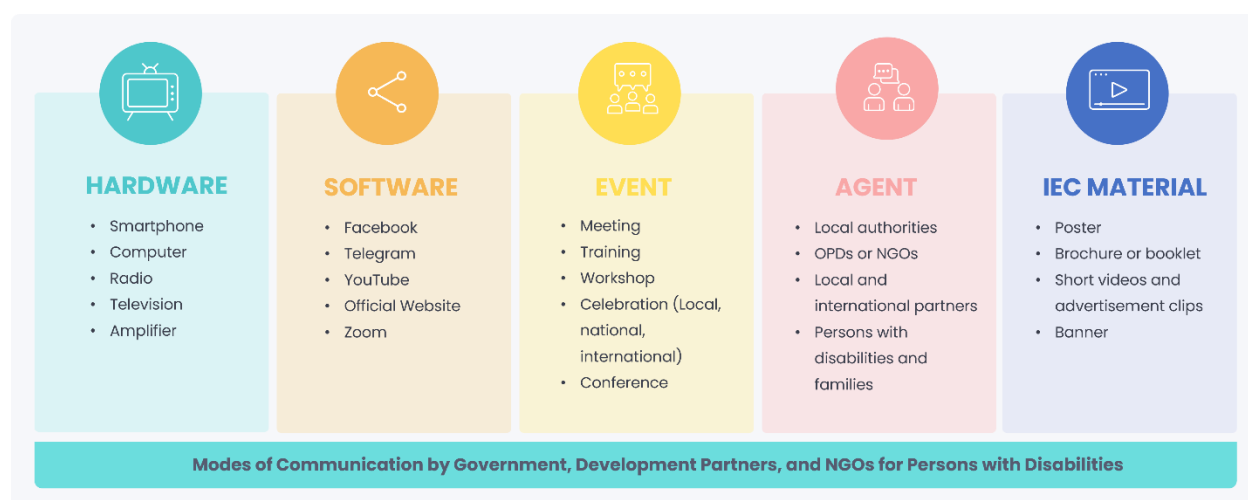 HARDWARE
• Smartphone
• Computer
• Radio
• Television
• Amplifier
SOFTWARE
• Facebook
• Telegram
• YouTube
• Official Website
• Zoom
EVENT
• Meeting
• Training
• Workshop
• Celebration (Local,
national,
international)
• Conference
AGENT
• Local authorities
• OPDs or NGOs
• Local and
international partners
• Persons with
disabilities and
families
IEC MATERIAL
• Poster
• Brochure or booklet
• Short videos and
advertisement clips
• Banner
Modes of Communication by Government, Development Partners, and NGOs for Persons with Disabilities